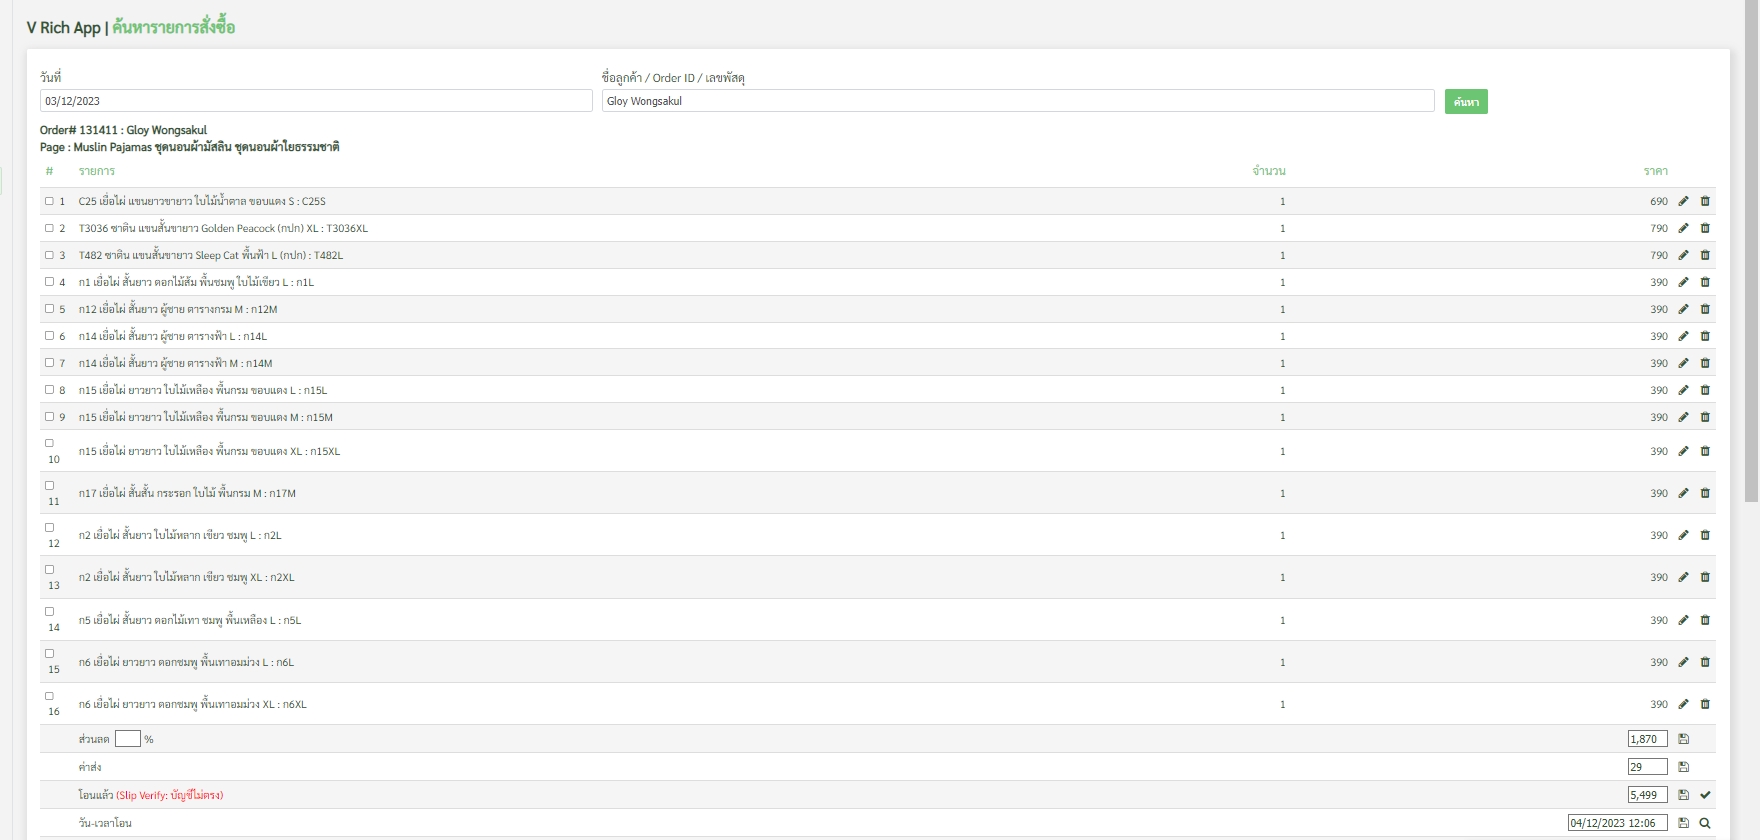 V Rich App | ค้นหารายการสั่งซื้อ
วันที่ ชื่อลูกค้า / Order ID / เลขพัสดุ
03/12/2023 Gloy Wongsakul ค้นหา
Order# 131411 : Gloy Wongsakul
Page : Muslin Pajamas ชุดนอนผ้ามัสลิน ชุดนอนผ้าใยธรรมชาติ
# รายการ จำนวน ราคา
1 C25 เยื่อไผ่ แขนยาวขายาว ใบไม้น้ำตาล ขอบแดง S : C25S 1 690
2 T3036 ซาติน แขนสั้นขายาว Golden Peacock (กปก) XL : T3036XL 1 790
3 T482 ซาติน แขนสั้นขายาว Sleep Cat พื้นฟ้า L (กปก) : T482L 1 790
4 n1 เยื่อไผ่ สั้นยาว ดอกไม้ส้ม พื้นชมพู ใบไม้เขียว L : n1L 1 390
5 n12 เยื่อไผ่ สั้นยาว ผู้ชาย ตารางกรม M : n12M 1 390
6 n14 เยื่อไผ่ สั้นยาว ผู้ชาย ตารางฟ้า L : n14L 1 390
7 n14 เยื่อไผ่ สั้นยาว ผู้ชาย ตารางฟ้า M : n14M 1 390
8 n15 เยื่อไผ่ ยาวยาว ใบไม้เหลือง พื้นกรม ขอบแดง L : n15L 1 390
9 n15 เยื่อไผ่ ยาวยาว ใบไม้เหลือง พื้นกรม ขอบแดง M : n15M 1 390
10 n15 เยื่อไผ่ ยาวยาว ใบไม้เหลือง พื้นกรม ขอบแดง XL : n15XL 1 390
11 n17 เยื่อไผ่ สั้นสั้น กระรอก ใบไม้ พื้นกรม M : n17M 1 390
12 n2 เยื่อไผ่ สั้นยาว ใบไม้หลาก เขียว ชมพู L : n2L 1 390
13 n2 เยื่อไผ่ สั้นยาว ใบไม้หลาก เขียว ชมพู XL : n2XL 1 390
14 n5 เยื่อไผ่ สั้นยาว ดอกไม้เทา ชมพู พื้นเหลือง L : n5L 1 390
15 n6 เยื่อไผ่ ยาวยาว ดอกชมพู พื้นเทาอมม่วง L : n6L 1 390
16 n6 เยื่อไผ่ ยาวยาว ดอกชมพู พื้นเทาอมม่วง XL : n6XL 1 390
ส่วนลด % 1,870
ค่าส่ง 29
โอนแล้ว (Slip Verify: บัญชีไม่ตรง) 5,499
วัน-เวลาโอน 04/12/2023 12:06